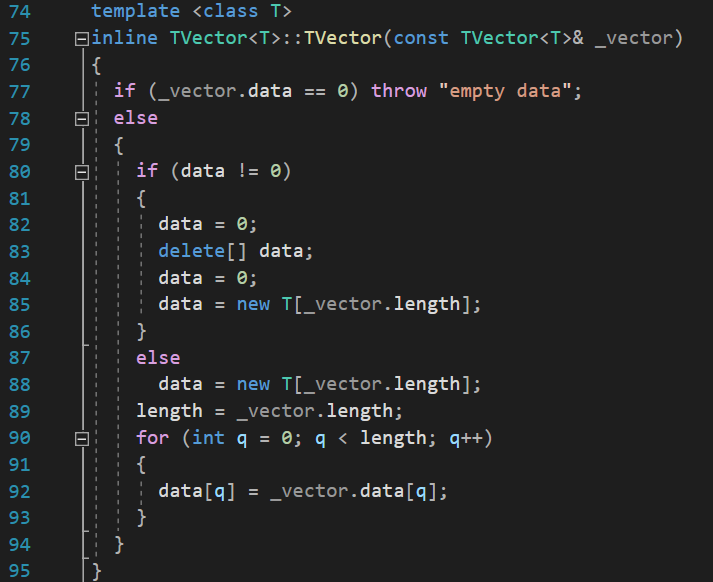 74 template <class T>
75 inline TVector<T>::TVector(const TVector<T>& _vector)
76 {
77 if (_vector.data == 0) throw "empty data";
78 else
79 {
80 if (data != 0)
81 {
82 data = 0;
83 delete[] data;
84 data = 0;
85 data = new T[_vector.length];
86 }
87 else
88 data = new T[_vector.length];
89 length = _vector.length;
90 for (int q = 0; q < length; q++)
91 {
92 data[q] = _vector.data[q];
93 }
94 }
95 }